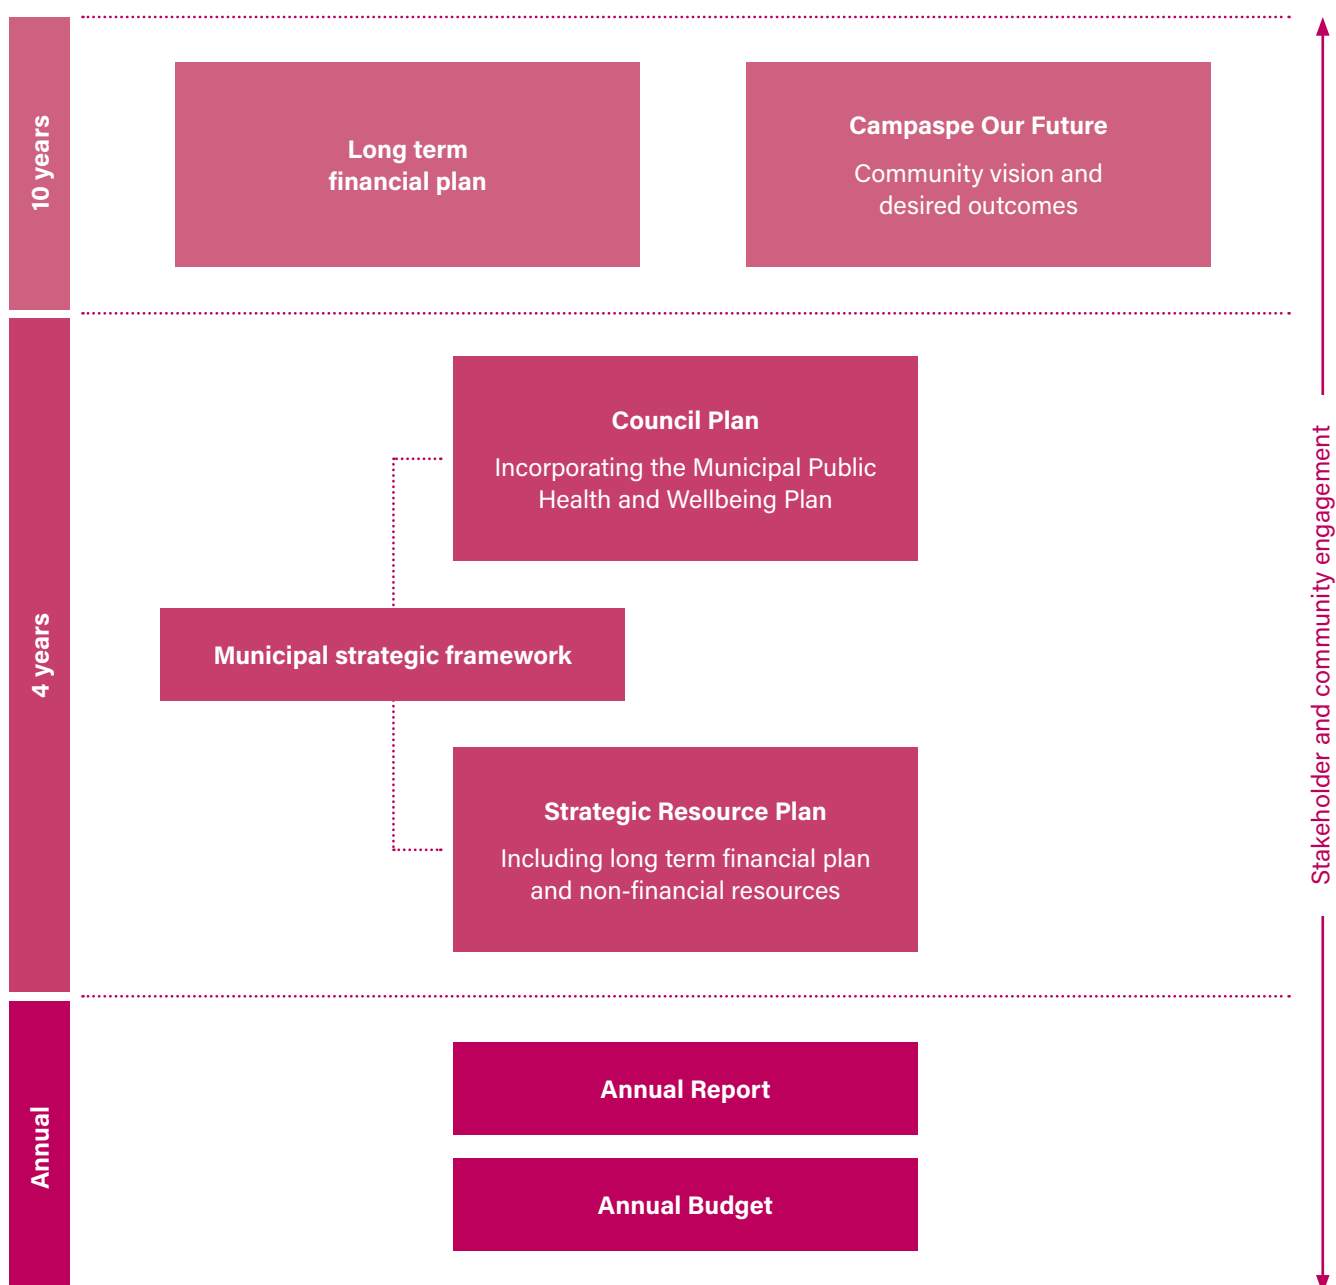 10 years
Long term
financial plan
Campaspe Our Future
Community vision and
desired outcomes
4 years
Council Plan
Incorporating the Municipal Public
Health and Wellbeing Plan
Municipal strategic framework
Strategic Resource Plan
Including long term financial plan
and non-financial resources
Annual
Annual Report
Annual Budget
Stakeholder and community engagement